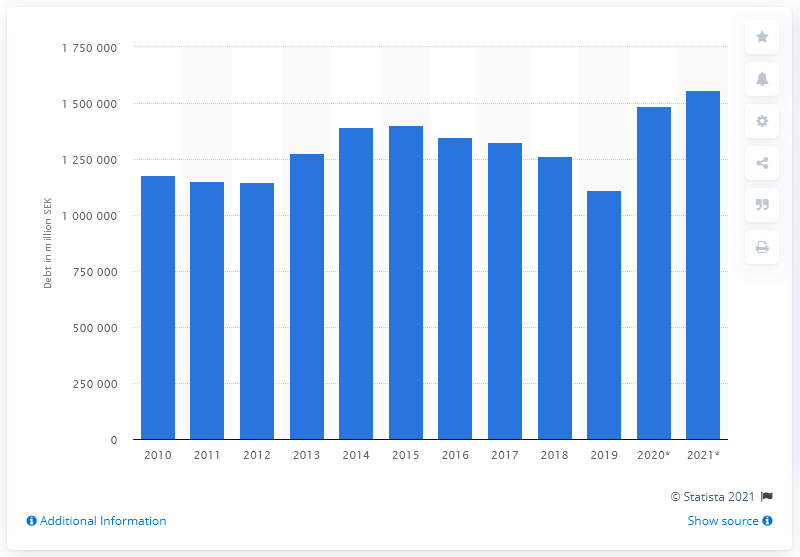 1 750 000
1 500 000
1 250 000
1 000 000
750 000
500 000
250 000
0
Debt in million SEK
2010 2011 2012 2013 2014 2015 2016 2017 2018 2019 2020* 2021*
© Statista 2021
Additional Information
Show source